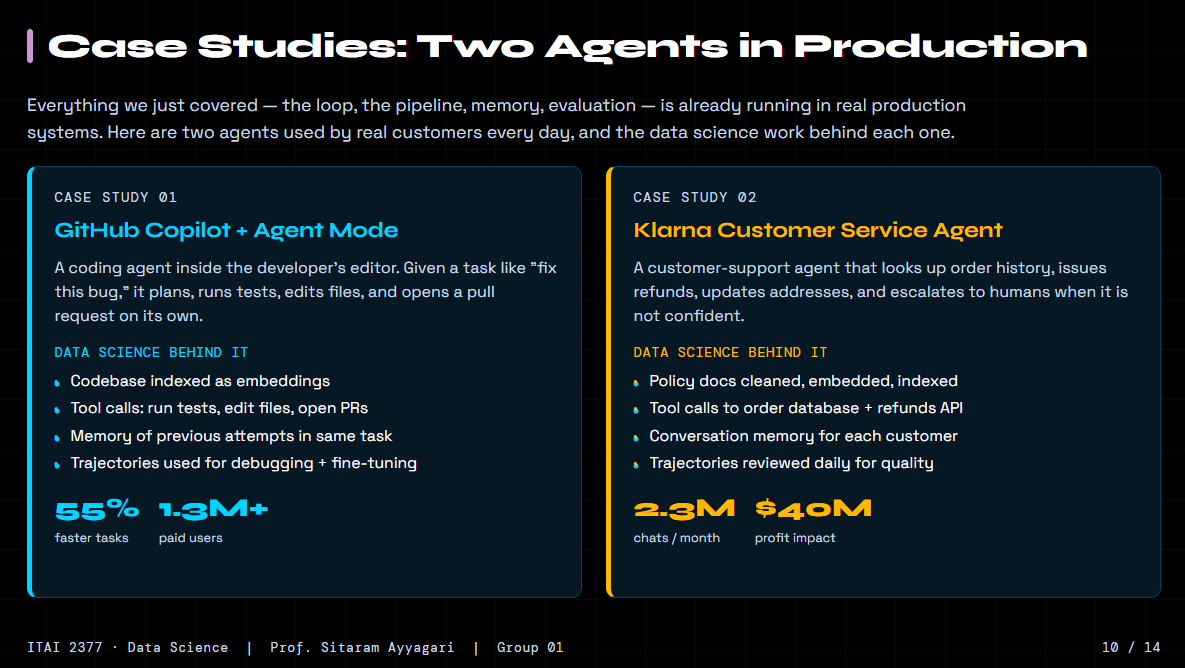 Case Studies: Two Agents in Production
Everything we just covered — the loop, the pipeline, memory, evaluation — is already running in real production
systems. Here are two agents used by real customers every day, and the data science work behind each one.
CASE STUDY 01
GitHub Copilot + Agent Mode
A coding agent inside the developer's editor. Given a task like "fix
this bug," it plans, runs tests, edits files, and opens a pull
request on its own.
DATA SCIENCE BEHIND IT
Codebase indexed as embeddings
Tool calls: run tests, edit files, open PRs
Memory of previous attempts in same task
Trajectories used for debugging + fine-tuning
55% 1.3M+
faster tasks paid users
CASE STUDY 02
Klarna Customer Service Agent
A customer-support agent that looks up order history, issues
refunds, updates addresses, and escalates to humans when it is
not confident.
DATA SCIENCE BEHIND IT
Policy docs cleaned, embedded, indexed
Tool calls to order database + refunds API
Conversation memory for each customer
Trajectories reviewed daily for quality
2.3M $40M
chats / month profit impact
ITAI 2377 · Data Science | Prof. Sitaram Ayyagari | Group 01
10 / 14